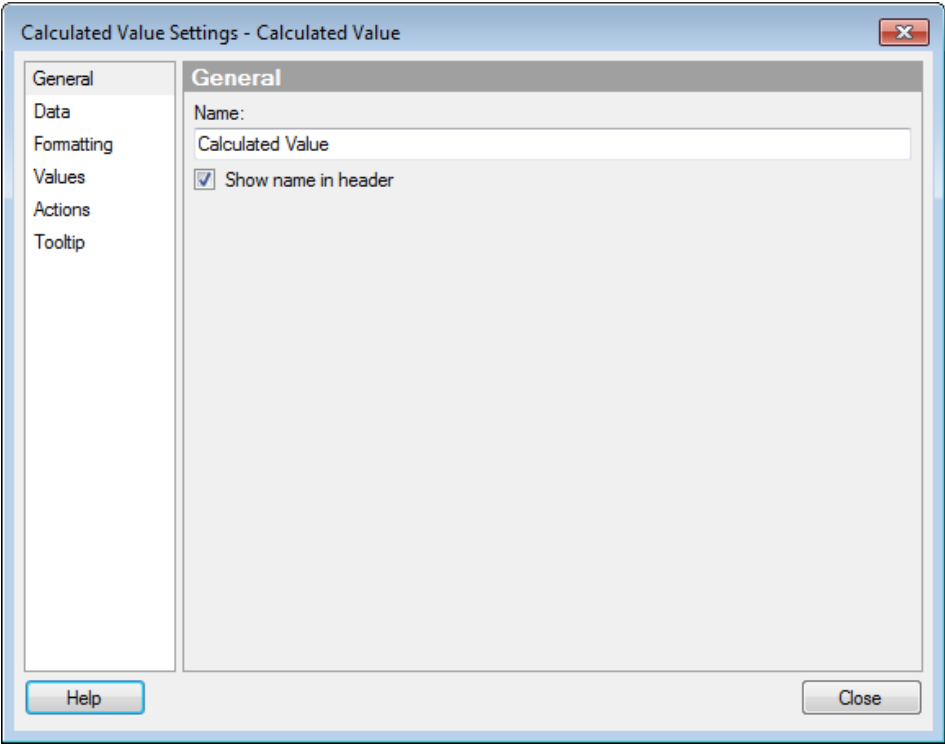 Calculated Value Settings - Calculated Value
General
Data
Formatting
Values
Actions
Tooltip
General
Name:
Calculated Value
Show name in header
Help
Close